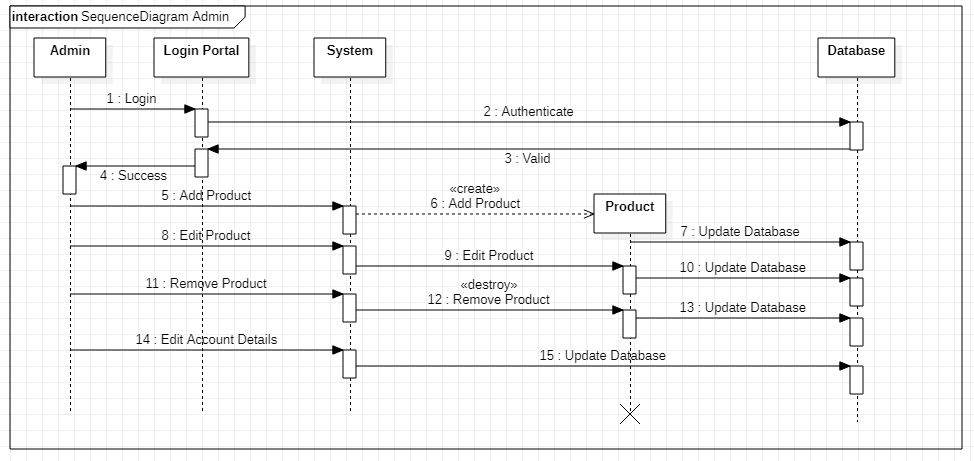 interaction SequenceDiagram Admin
Admin
Login Portal
System
Database
1 : Login
2 : Authenticate
3 : Valid
4 : Success
5 : Add Product
«create»
6 : Add Product
Product
7 : Update Database
8 : Edit Product
9 : Edit Product
10 : Update Database
11 : Remove Product
«destroy»
12 : Remove Product
13 : Update Database
14 : Edit Account Details
15 : Update Database